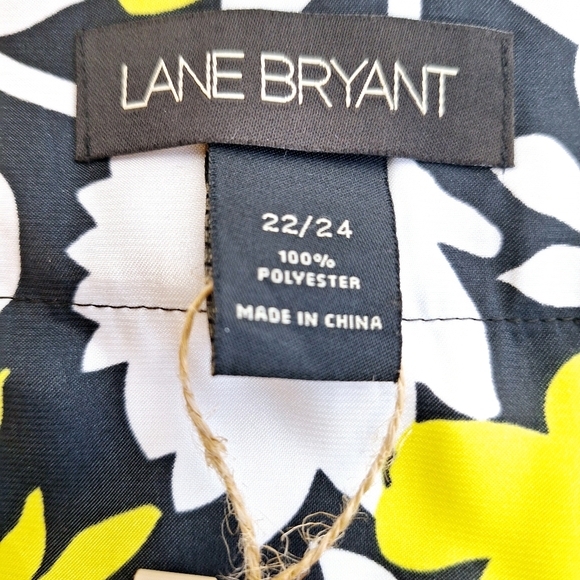 LANE BRYANT
22/24
100%
POLYESTER
MADE IN CHINA